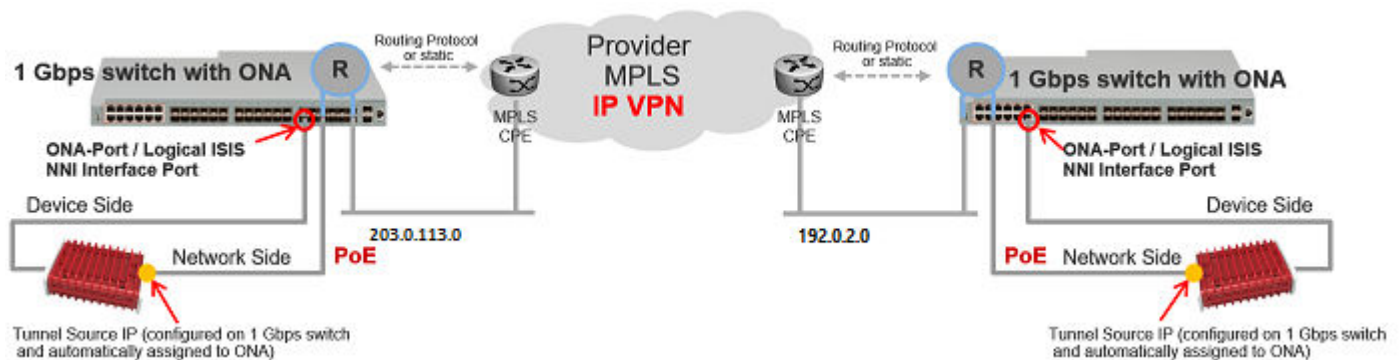 1 Gbps switch with ONA
R
Routing Protocol
or static
MPLS
CPE
Provider
MPLS
IP VPN
Routing Protocol
or static
MPLS
CPE
R
1 Gbps switch with ONA
ONA-Port / Logical ISIS
NNI Interface Port
ONA-Port / Logical ISIS
NNI Interface Port
Device Side
203.0.113.0
192.0.2.0
Device Side
Network Side
PoE
PoE
Network Side
Tunnel Source IP (configured on 1 Gbps switch
and automatically assigned to ONA)
Tunnel Source IP (configured on 1 Gbps switch
and automatically assigned to ONA)